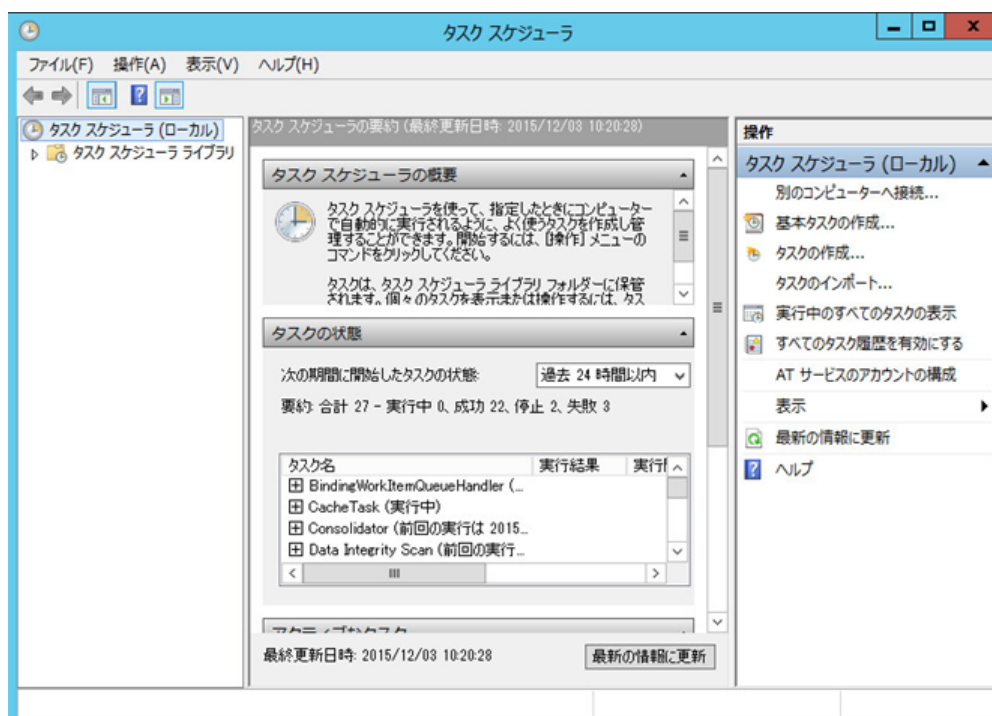 タスク スケジューラ
ファイル(F) 操作(A) 表示(V) ヘルプ(H)
タスク スケジューラ (ローカル)
タスク スケジューラ ライブラリ
タスク スケジューラの要約 (最終更新日時: 2015/12/03 10:20:28)
タスク スケジューラの概要
タスク スケジューラを使って、指定したときにコンピューター
で自動的に実行されるように、よく使うタスクを作成し管
理することができます。開始するには、[操作] メニューの
コマンドをクリックしてください。
タスクは、タスク スケジューラ ライブラリ フォルダーに保管
されます。個々のタスクを表示または操作するには、タス
タスクの状態
次の期間に開始したタスクの状態:
過去 24 時間以内
要約: 合計 27 - 実行中 0、成功 22、停止 2、失敗 3
タスク名 実行結果 実行
BindingWorkItemQueueHandler (...
CacheTask (実行中)
Consolidator (前回の実行は 2015...
Data Integrity Scan (前回の実行...
アクティブなタスク
最終更新日時: 2015/12/03 10:20:28
最新の情報に更新
操作
タスク スケジューラ (ローカル)
別のコンピューターへ接続...
基本タスクの作成...
タスクの作成...
タスクのインポート...
実行中のすべてのタスクの表示
すべてのタスク履歴を有効にする
AT サービスのアカウントの構成
表示
最新の情報に更新
ヘルプ